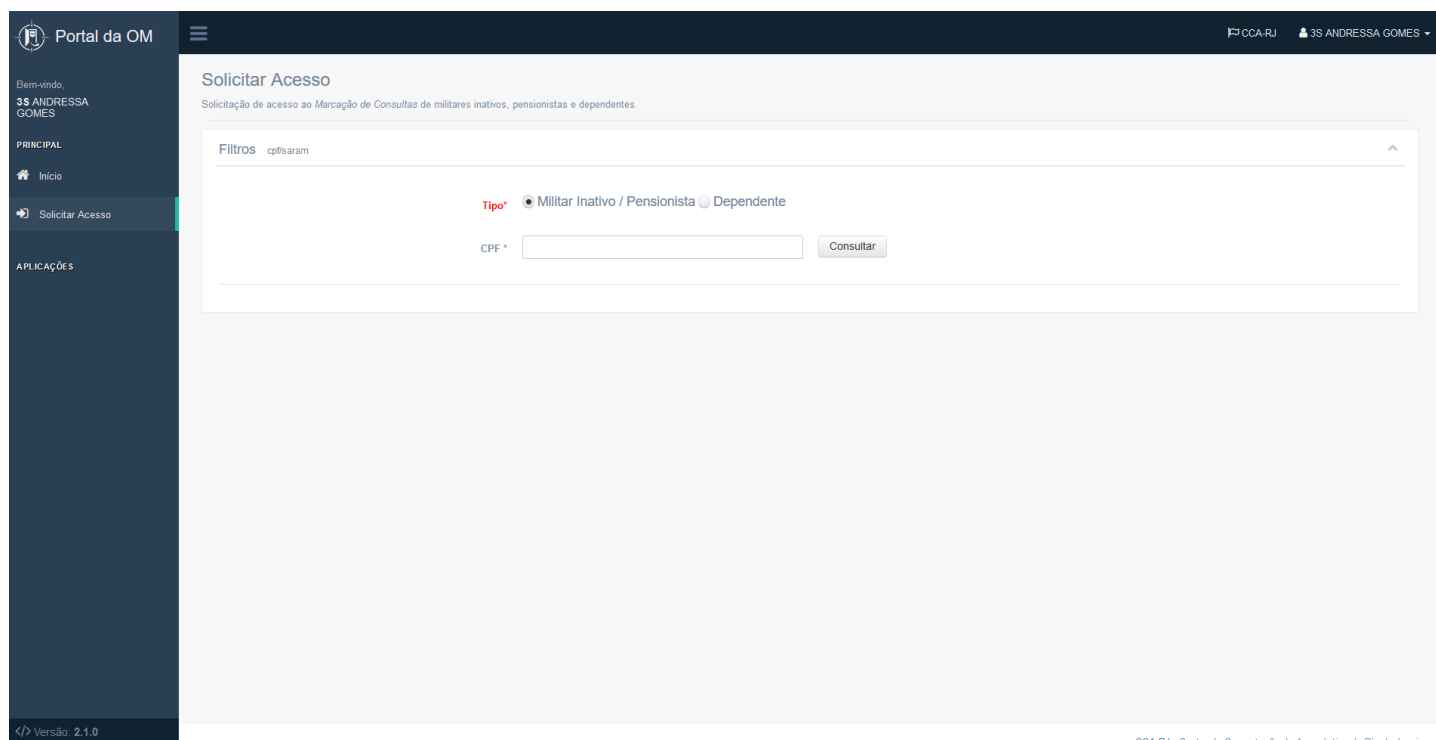 Portal da OM
CCA-RJ
3S ANDRESSA GOMES
Bem-vindo,
3S ANDRESSA
GOMES
PRINCIPAL
Início
Solicitar Acesso
APLICAÇÕES
Versão: 2.1.0
Solicitar Acesso
Solicitação de acesso ao Marcação de Consultas de militares inativos, pensionistas e dependentes.
Filtros cpf/saram
Tipo* Militar Inativo / Pensionista Dependente
CPF * Consultar